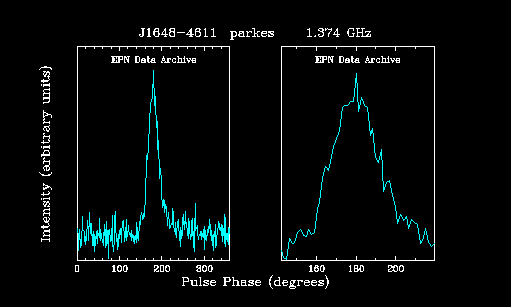 J1648-4611 parkes 1.374 GHz
EPN Data Archive EPN Data Archive
Intensity (arbitrary units)
0 100 200 300 160 180 200
Pulse Phase (degrees)